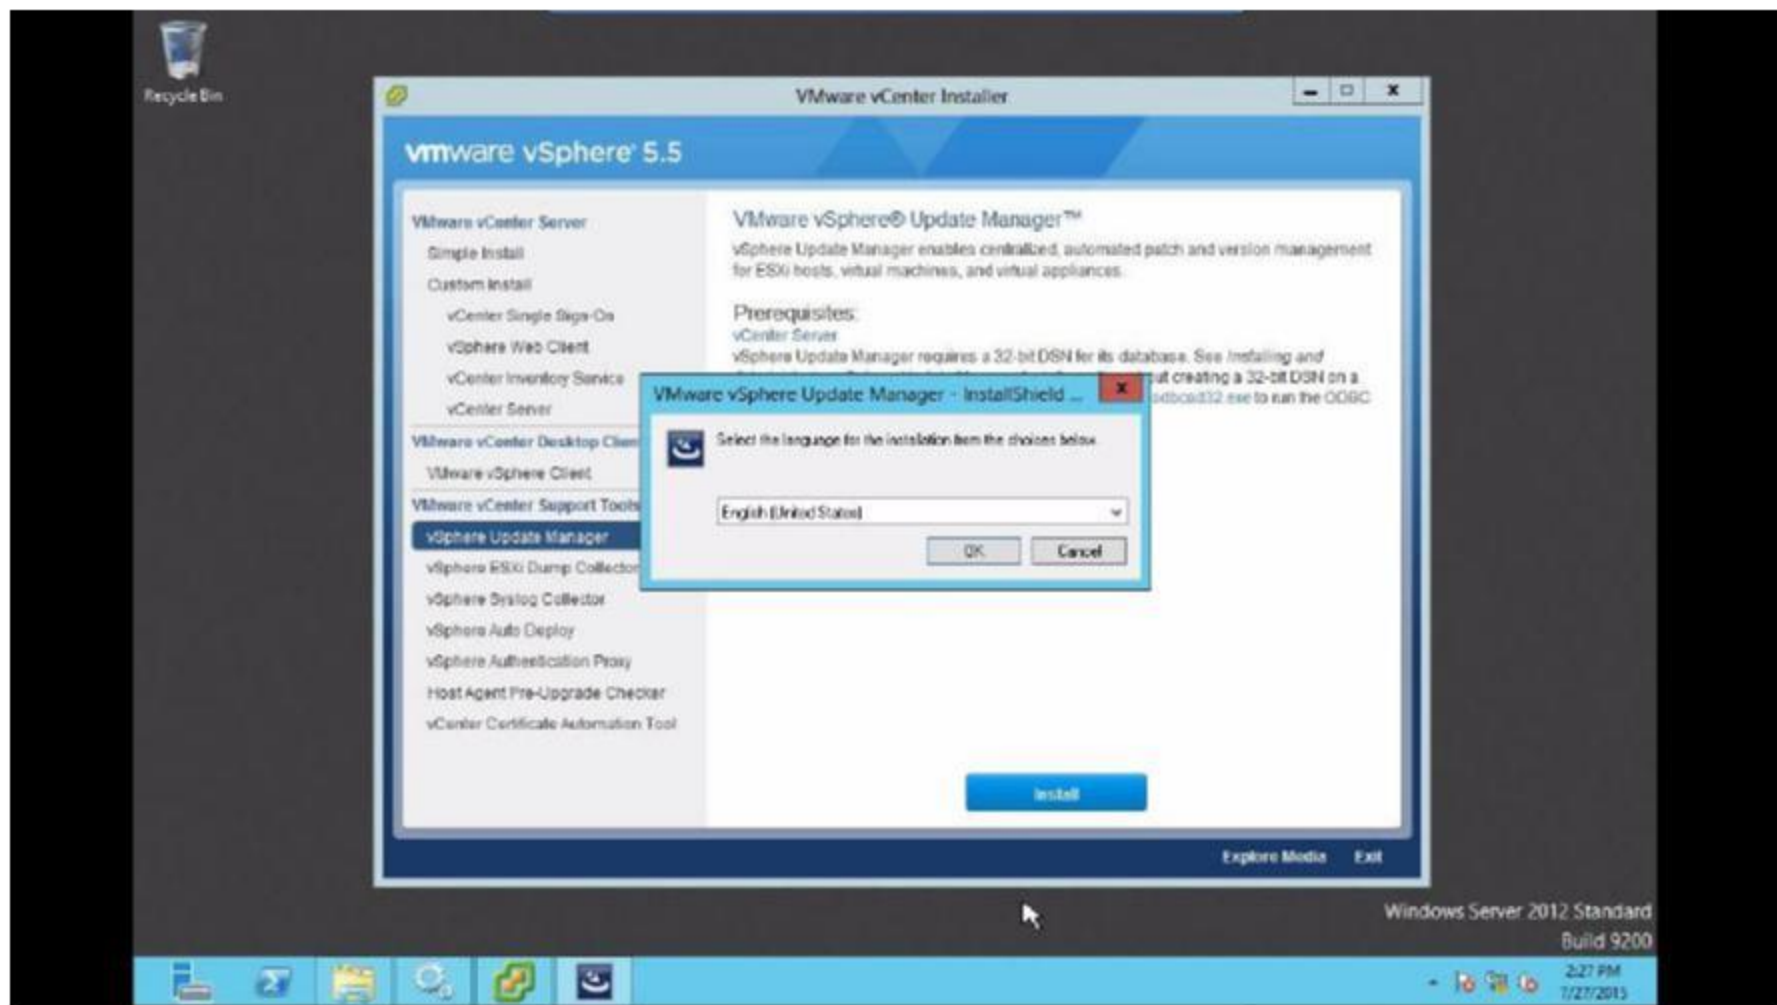 Recycle Bin
VMware vCenter Installer
vmware vSphere® 5.5
VMware vCenter Server
Simple Install
Custom Install
vCenter Single Sign-On
vSphere Web Client
vCenter Inventory Service
vCenter Server
VMware vCenter Desktop Clien
VMware vSphere Client
VMware vCenter Support Tools
vSphere Update Manager
vSphere ESXi Dump Collector
vSphere Syslog Collector
vSphere Auto Deploy
vSphere Authentication Proxy
Host Agent Pre-Upgrade Checker
vCenter Certificate Automation Tool
VMware vSphere® Update Manager™
vSphere Update Manager enables centralized, automated patch and version management
for ESXi hosts, virtual machines, and virtual appliances.
Prerequisites:
vCenter Server
vSphere Update Manager requires a 32-bit DSN for its database. See Installing and
out creating a 32-bit DSN on a
odbcad32.exe to run the ODBC
VMware vSphere Update Manager - InstallShield ...
Select the language for the installation from the choices below.
English (United States)
OK
Cancel
Install
Explore Media
Exit
Windows Server 2012 Standard
Build 9200
2:27 PM
7/27/2015